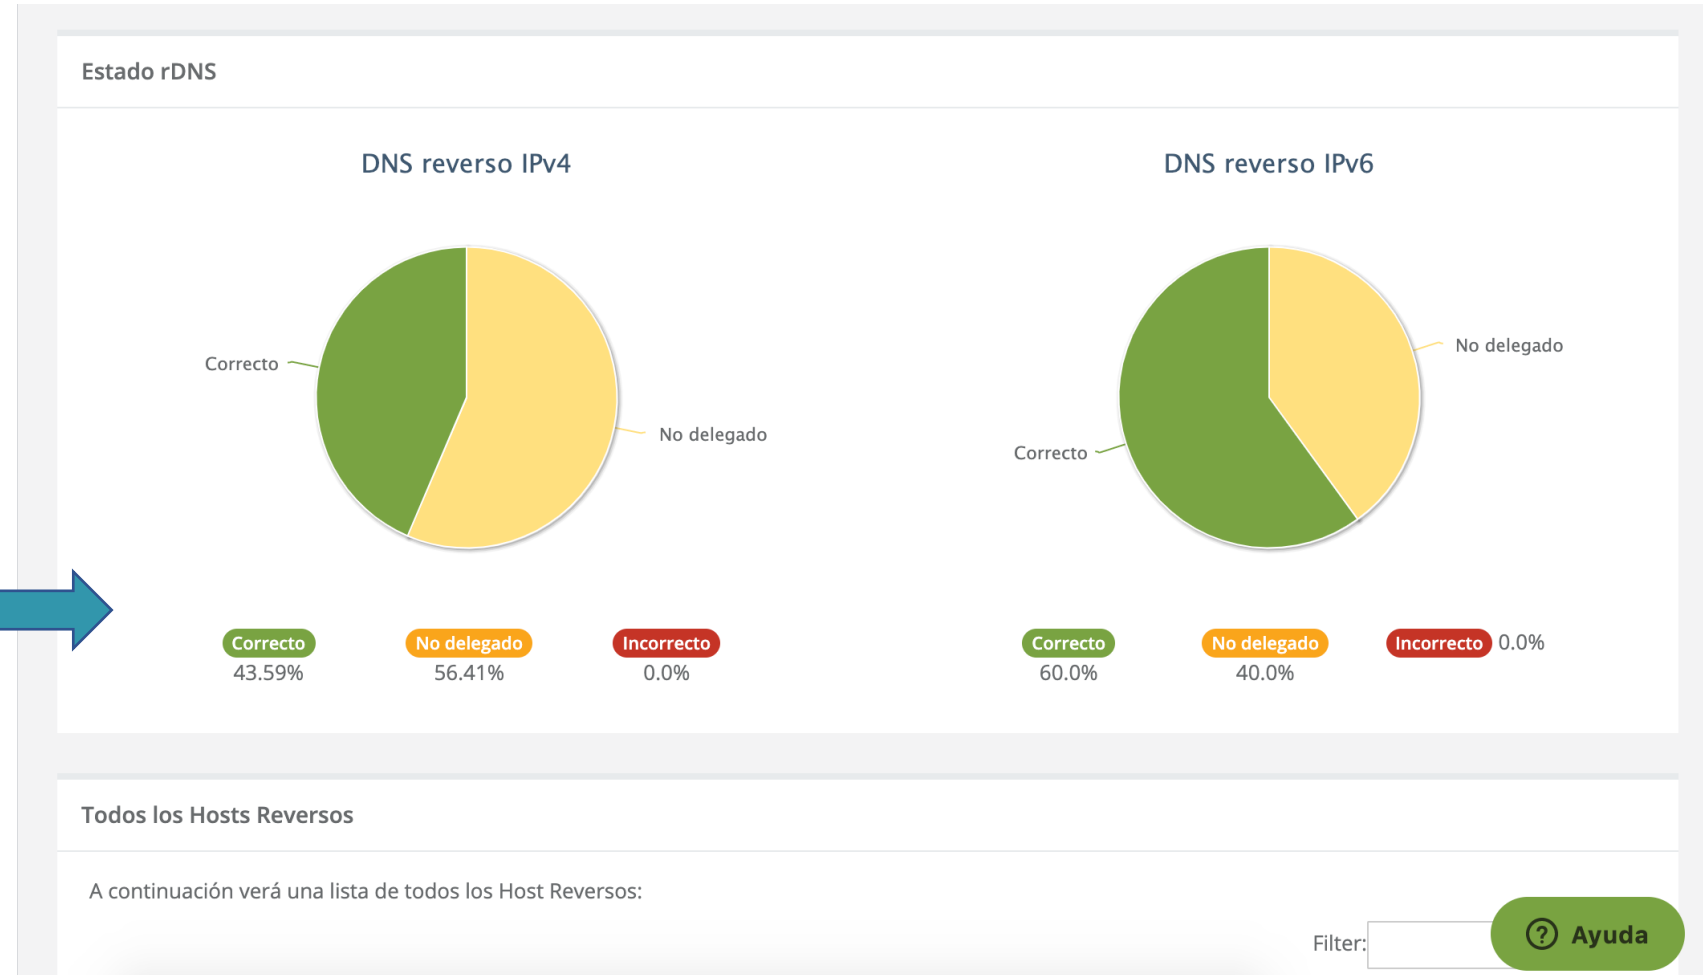 Estado rDNS
DNS reverso IPv4
DNS reverso IPv6
Correcto
No delegado
No delegado
Correcto
Correcto No delegado Incorrecto
43.59% 56.41% 0.0%
Correcto No delegado Incorrecto 0.0%
60.0% 40.0%
Todos los Hosts Reversos
A continuación verá una lista de todos los Host Reversos:
Filter:
? Ayuda